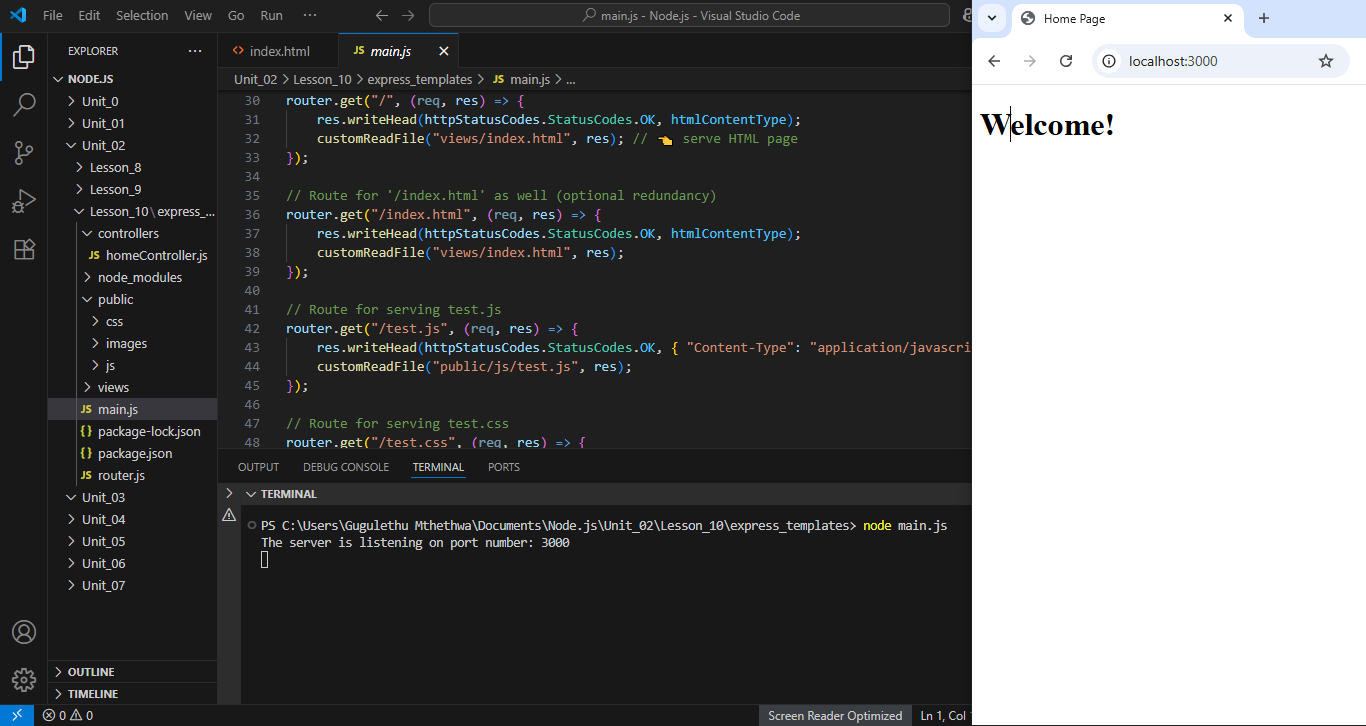 File Edit Selection View Go Run ···
main.js - Node.js - Visual Studio Code
EXPLORER ···
NODE.JS
Unit_0
Unit_01
Unit_02
Lesson_8
Lesson_9
Lesson_10\express_...
controllers
JS homeController.js
node_modules
public
css
images
js
views
JS main.js
{} package-lock.json
{} package.json
JS router.js
Unit_03
Unit_04
Unit_05
Unit_06
Unit_07
OUTLINE
TIMELINE
<> index.html
JS main.js
Unit_02 > Lesson_10 > express_templates > JS main.js > ...
30 router.get("/", (req, res) => {
31 res.writeHead(httpStatusCodes.StatusCodes.OK, htmlContentType);
32 customReadFile("views/index.html", res); // 👈 serve HTML page
33 });
34
35 // Route for '/index.html' as well (optional redundancy)
36 router.get("/index.html", (req, res) => {
37 res.writeHead(httpStatusCodes.StatusCodes.OK, htmlContentType);
38 customReadFile("views/index.html", res);
39 });
40
41 // Route for serving test.js
42 router.get("/test.js", (req, res) => {
43 res.writeHead(httpStatusCodes.StatusCodes.OK, { "Content-Type": "application/javascri
44 customReadFile("public/js/test.js", res);
45 });
46
47 // Route for serving test.css
48 router.get("/test.css", (req, res) => {
OUTPUT DEBUG CONSOLE TERMINAL PORTS
TERMINAL
PS C:\Users\Gugulethu Mthethwa\Documents\Node.js\Unit_02\Lesson_10\express_templates> node main.js
The server is listening on port number: 3000
0 0
Screen Reader Optimized
Ln 1, Col
Home Page
localhost:3000
Welcome!